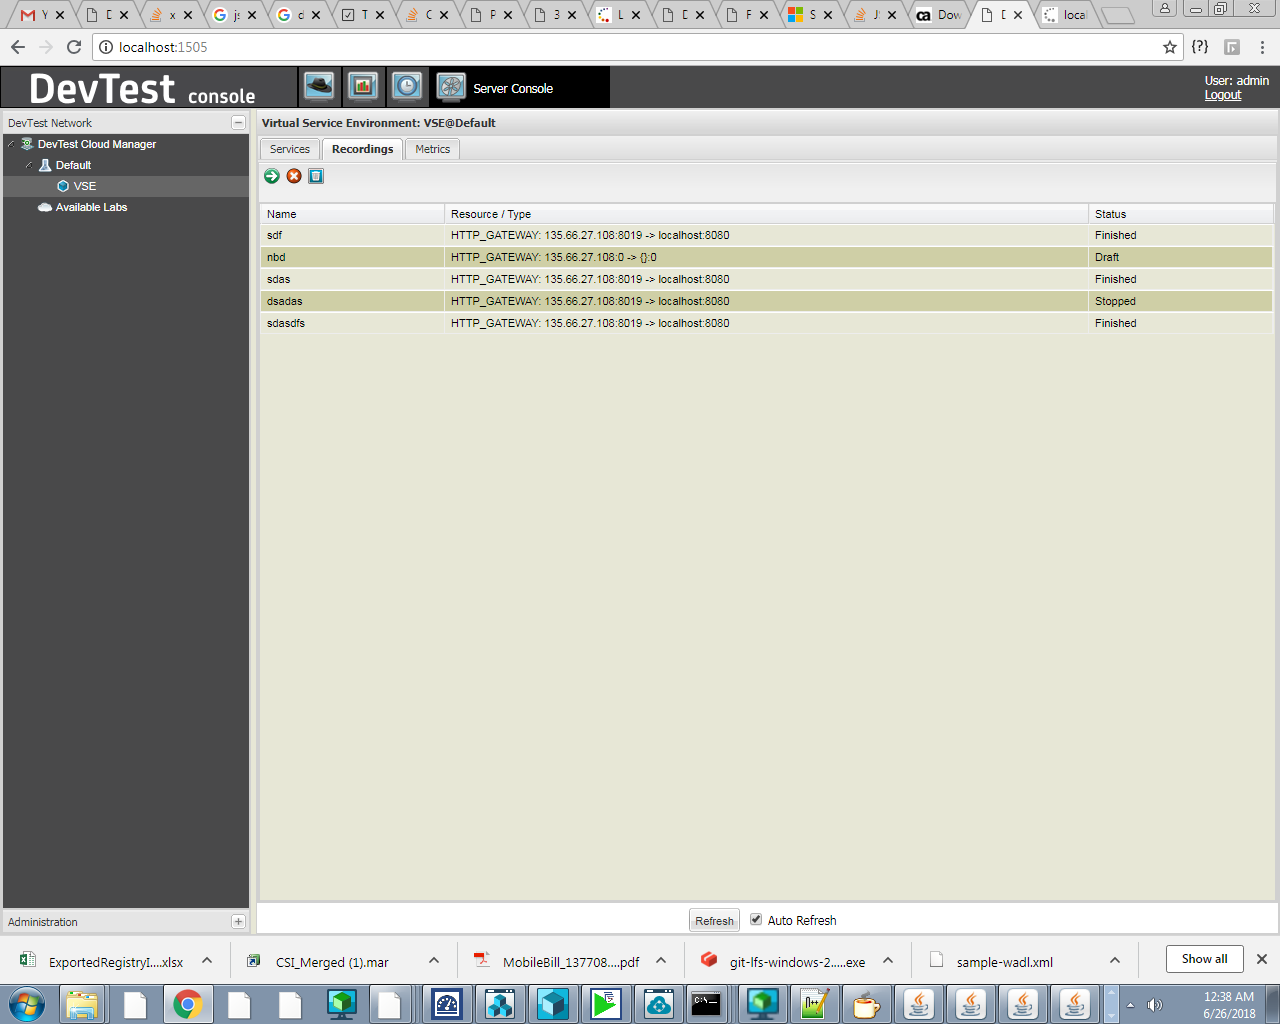 Y
D
x
js
d
T
C
P
3
L
D
F
S
JS
Dow
D
local
localhost:1505
{?}
DevTest console
Server Console
User: admin
Logout
DevTest Network
DevTest Cloud Manager
Default
VSE
Available Labs
Administration
Virtual Service Environment: VSE@Default
Services Recordings Metrics
Name Resource / Type Status
sdf HTTP_GATEWAY: 135.66.27.108:8019 -> localhost:8080 Finished
nbd HTTP_GATEWAY: 135.66.27.108:0 -> {}:0 Draft
sdas HTTP_GATEWAY: 135.66.27.108:8019 -> localhost:8080 Finished
dsadas HTTP_GATEWAY: 135.66.27.108:8019 -> localhost:8080 Stopped
sdasdfs HTTP_GATEWAY: 135.66.27.108:8019 -> localhost:8080 Finished
Refresh Auto Refresh
ExportedRegistryI....xlsx CSI_Merged (1).mar MobileBill_137708....pdf git-lfs-windows-2.....exe sample-wadl.xml Show all
12:38 AM
6/26/2018